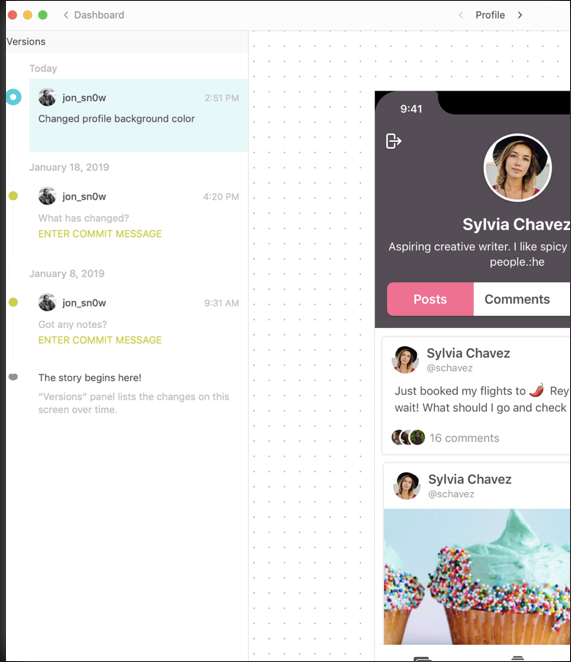 Dashboard
Profile
Versions
Today
jon_sn0w 2:51 PM
Changed profile background color
January 18, 2019
jon_sn0w 4:20 PM
What has changed?
ENTER COMMIT MESSAGE
January 8, 2019
jon_sn0w 9:31 AM
Got any notes?
ENTER COMMIT MESSAGE
The story begins here!
“Versions” panel lists the changes on this
screen over time.
9:41
Sylvia Chavez
Aspiring creative writer. I like spicy
people.:he
Posts Comments
Sylvia Chavez
@schavez
Just booked my flights to 🌶️ Rey
wait! What should I go and check
16 comments
Sylvia Chavez
@schavez